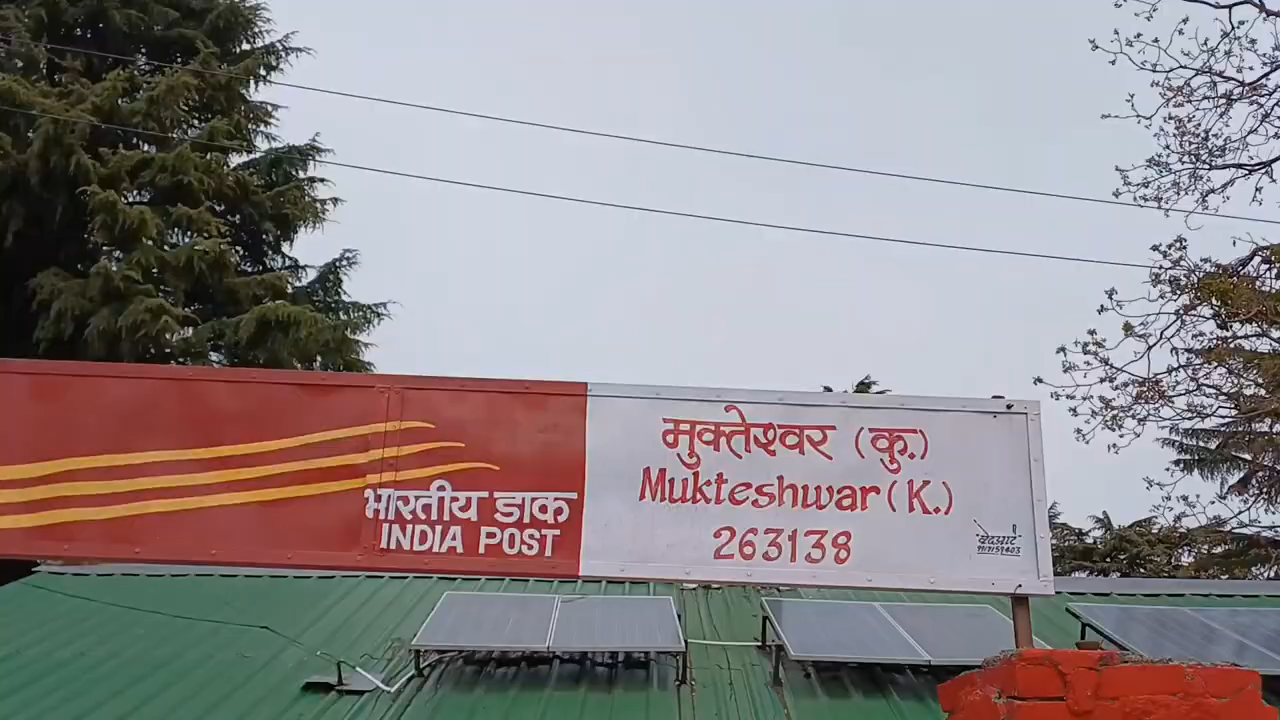 भारतीय डाक
INDIA POST
मुक्तेश्वर (कु.)
Mukteshwar (K.)
263138